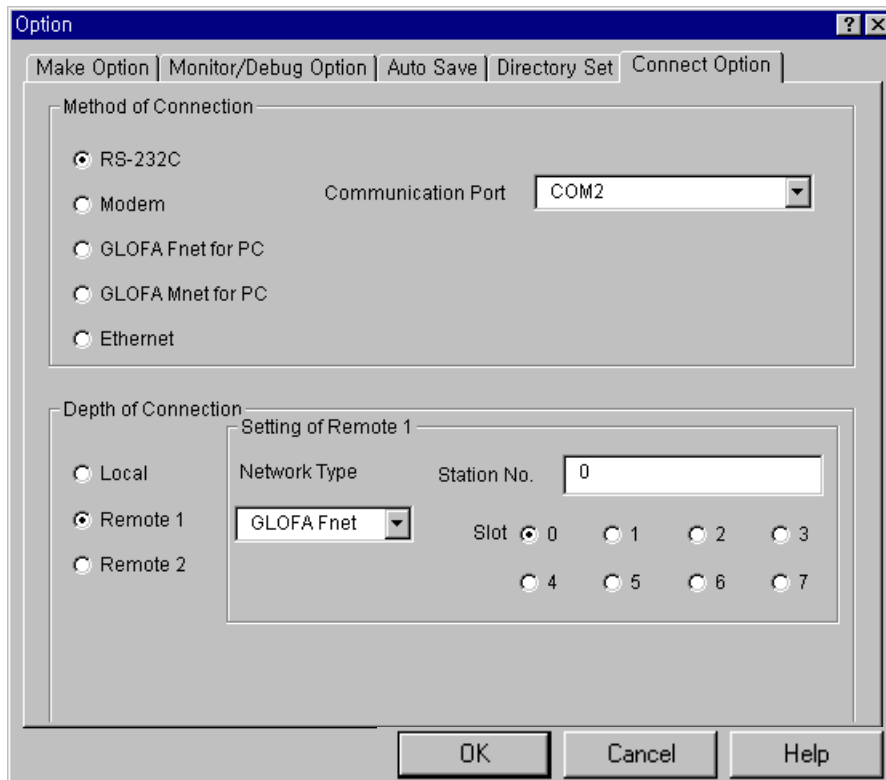 Option
Make Option Monitor/Debug Option Auto Save Directory Set Connect Option
Method of Connection
RS-232C
Communication Port COM2
Modem
GLOFA Fnet for PC
GLOFA Mnet for PC
Ethernet
Depth of Connection
Setting of Remote 1
Local
Network Type Station No. 0
Remote 1
GLOFA Fnet Slot 0 1 2 3
Remote 2
4 5 6 7
OK Cancel Help